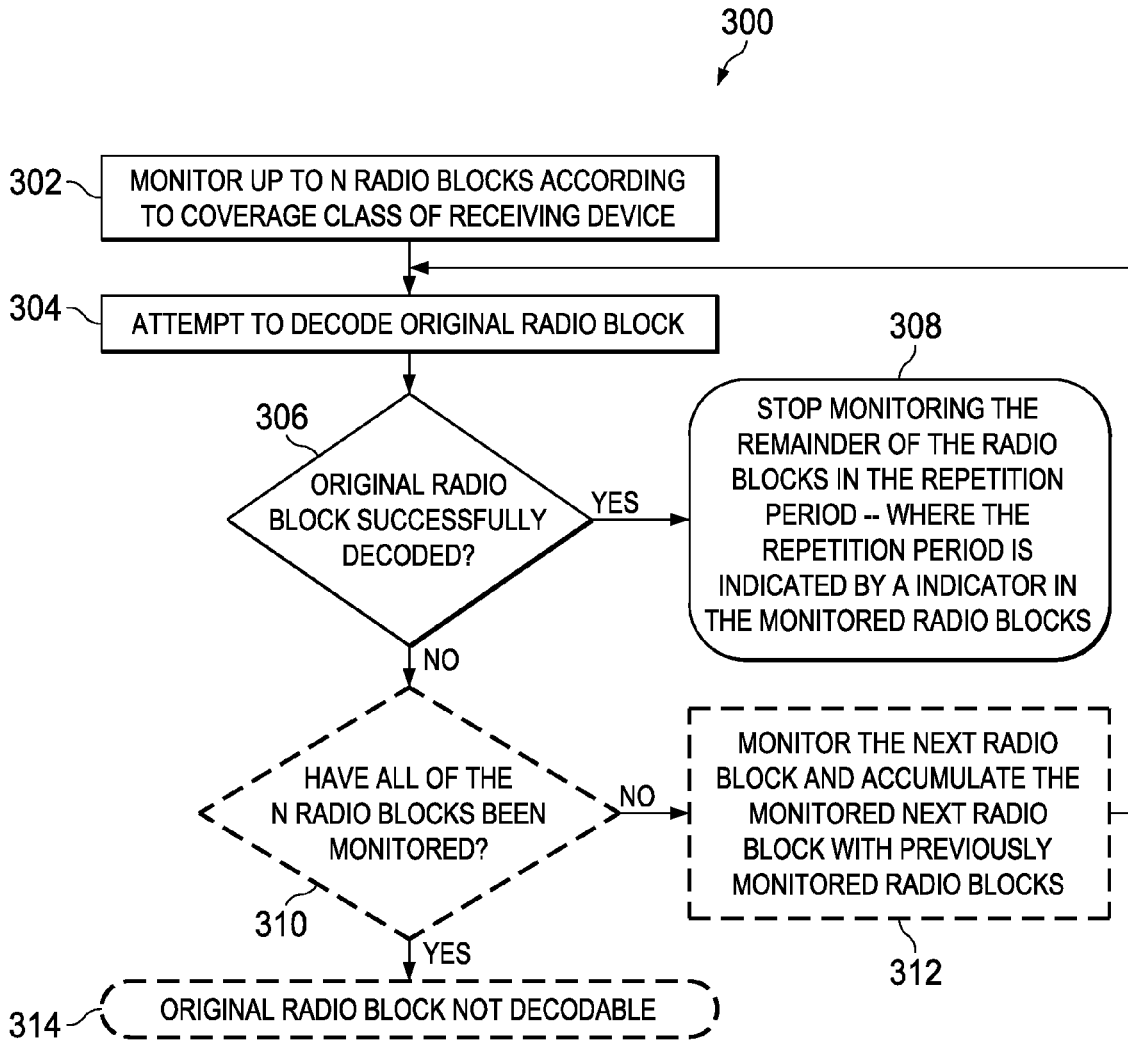 300
302
MONITOR UP TO N RADIO BLOCKS ACCORDING
TO COVERAGE CLASS OF RECEIVING DEVICE
304
ATTEMPT TO DECODE ORIGINAL RADIO BLOCK
306
ORIGINAL RADIO
BLOCK SUCCESSFULLY
DECODED?
YES
308
STOP MONITORING THE
REMAINDER OF THE RADIO
BLOCKS IN THE REPETITION
PERIOD -- WHERE THE
REPETITION PERIOD IS
INDICATED BY A INDICATOR IN
THE MONITORED RADIO BLOCKS
NO
HAVE ALL OF THE
N RADIO BLOCKS BEEN
MONITORED?
310
NO
MONITOR THE NEXT RADIO
BLOCK AND ACCUMULATE THE
MONITORED NEXT RADIO
BLOCK WITH PREVIOUSLY
MONITORED RADIO BLOCKS
312
YES
314
ORIGINAL RADIO BLOCK NOT DECODABLE